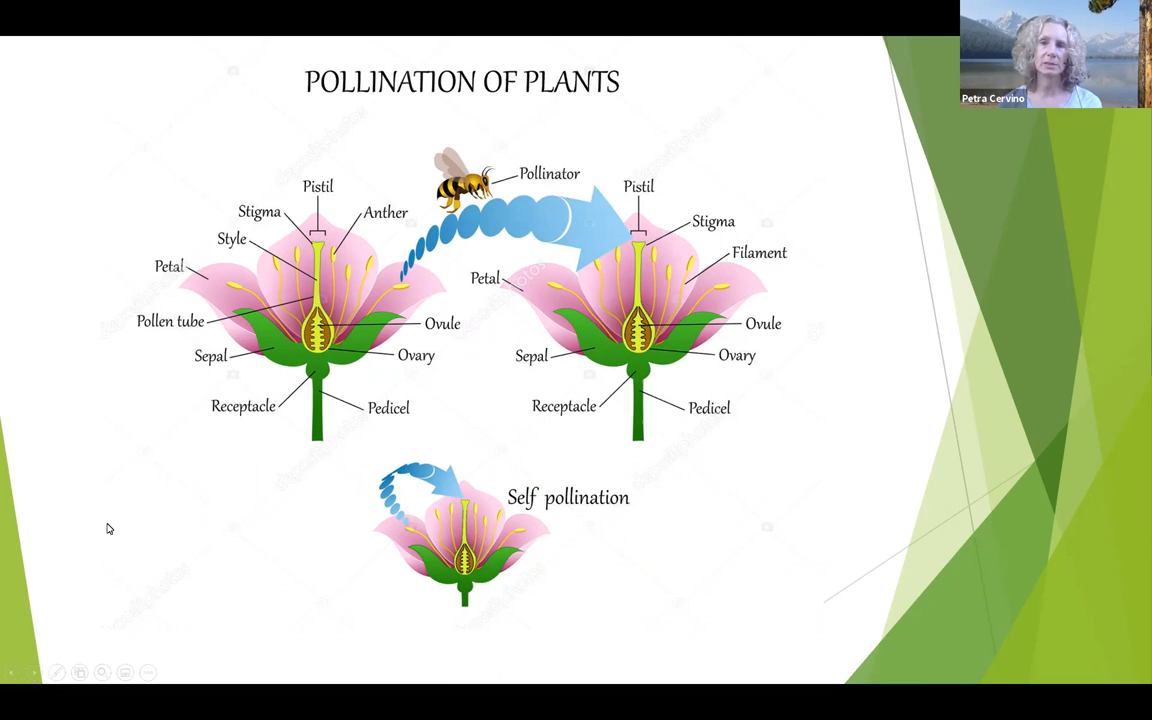 Petra Cervino
POLLINATION OF PLANTS
Pollinator
Pistil
Stigma
Anther
Style
Petal
Pollen tube
Ovule
Sepal
Ovary
Receptacle
Pedicel
Pistil
Stigma
Filament
Petal
Ovule
Sepal
Ovary
Receptacle
Pedicel
Self pollination